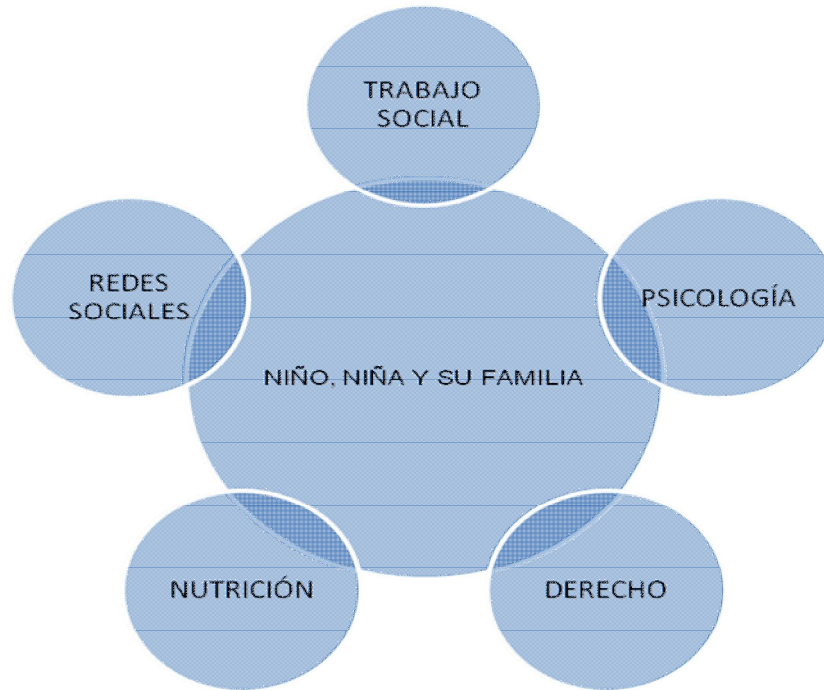 TRABAJO
SOCIAL
REDES
SOCIALES
PSICOLOGÍA
NIÑO, NIÑA Y SU FAMILIA
NUTRICIÓN
DERECHO